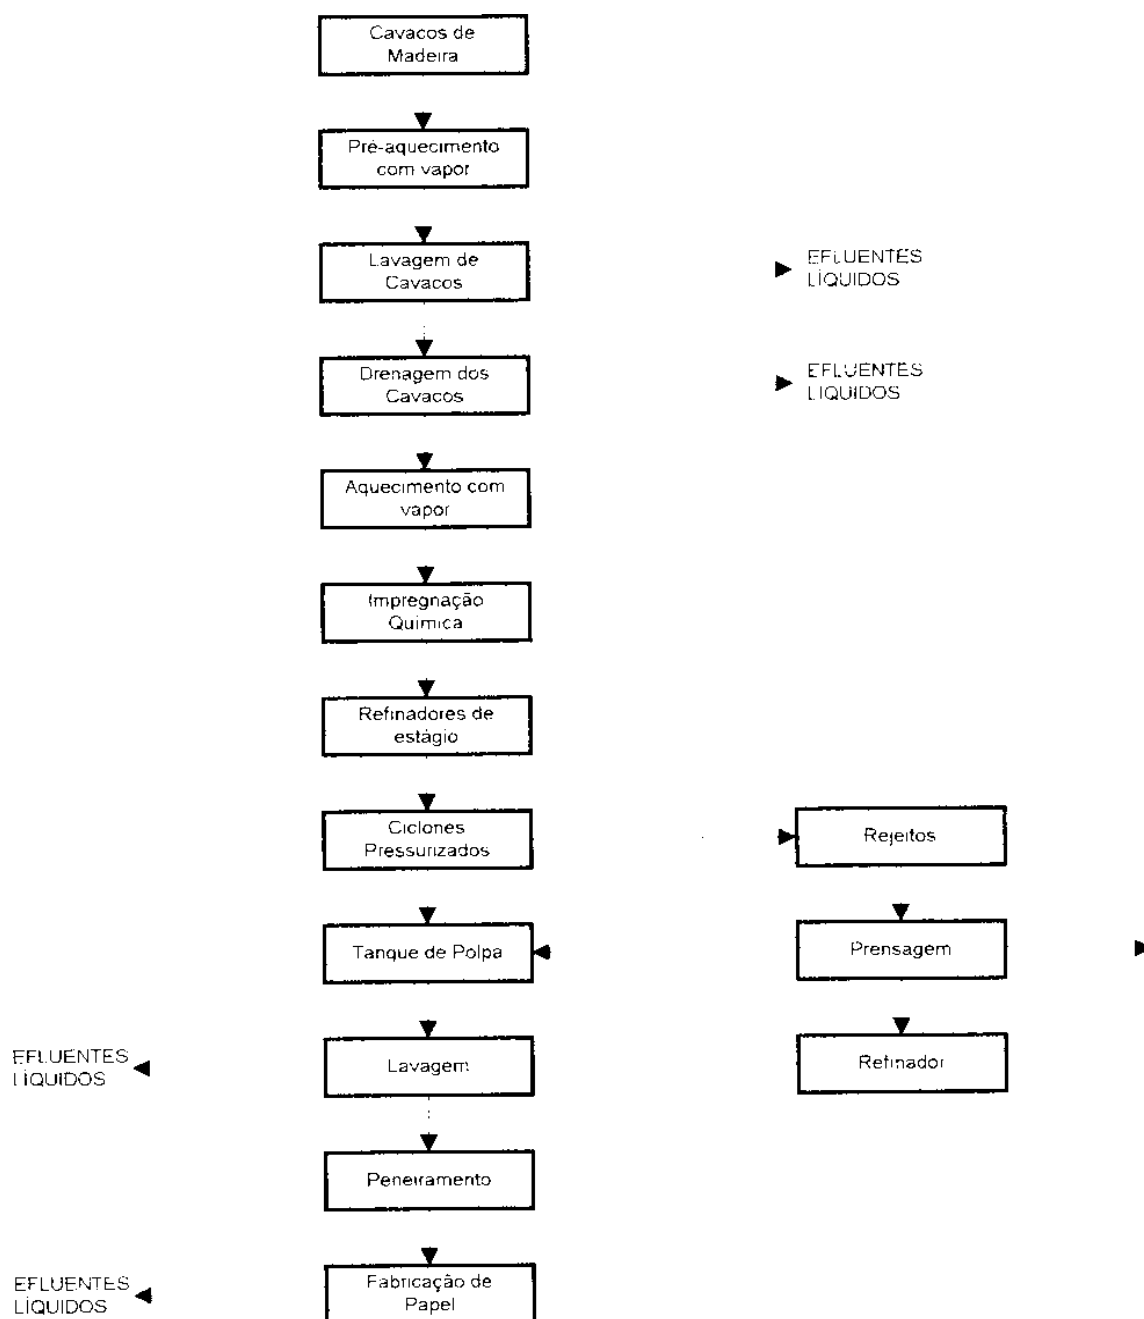 Cavacos de
Madeira
Pré-aquecimento
com vapor
Lavagem de
Cavacos
EFLUENTES
LÍQUIDOS
Drenagem dos
Cavacos
EFLUENTES
LIQUIDOS
Aquecimento com
vapor
Impregnação
Quimica
Refinadores de
estágio
Ciclones
Pressurizados
Rejeitos
Tanque de Polpa
Prensagem
EFLUENTES
LÍQUIDOS
Lavagem
Refinador
Peneiramento
EFLUENTES
LÍQUIDOS
Fabricação de
Papel